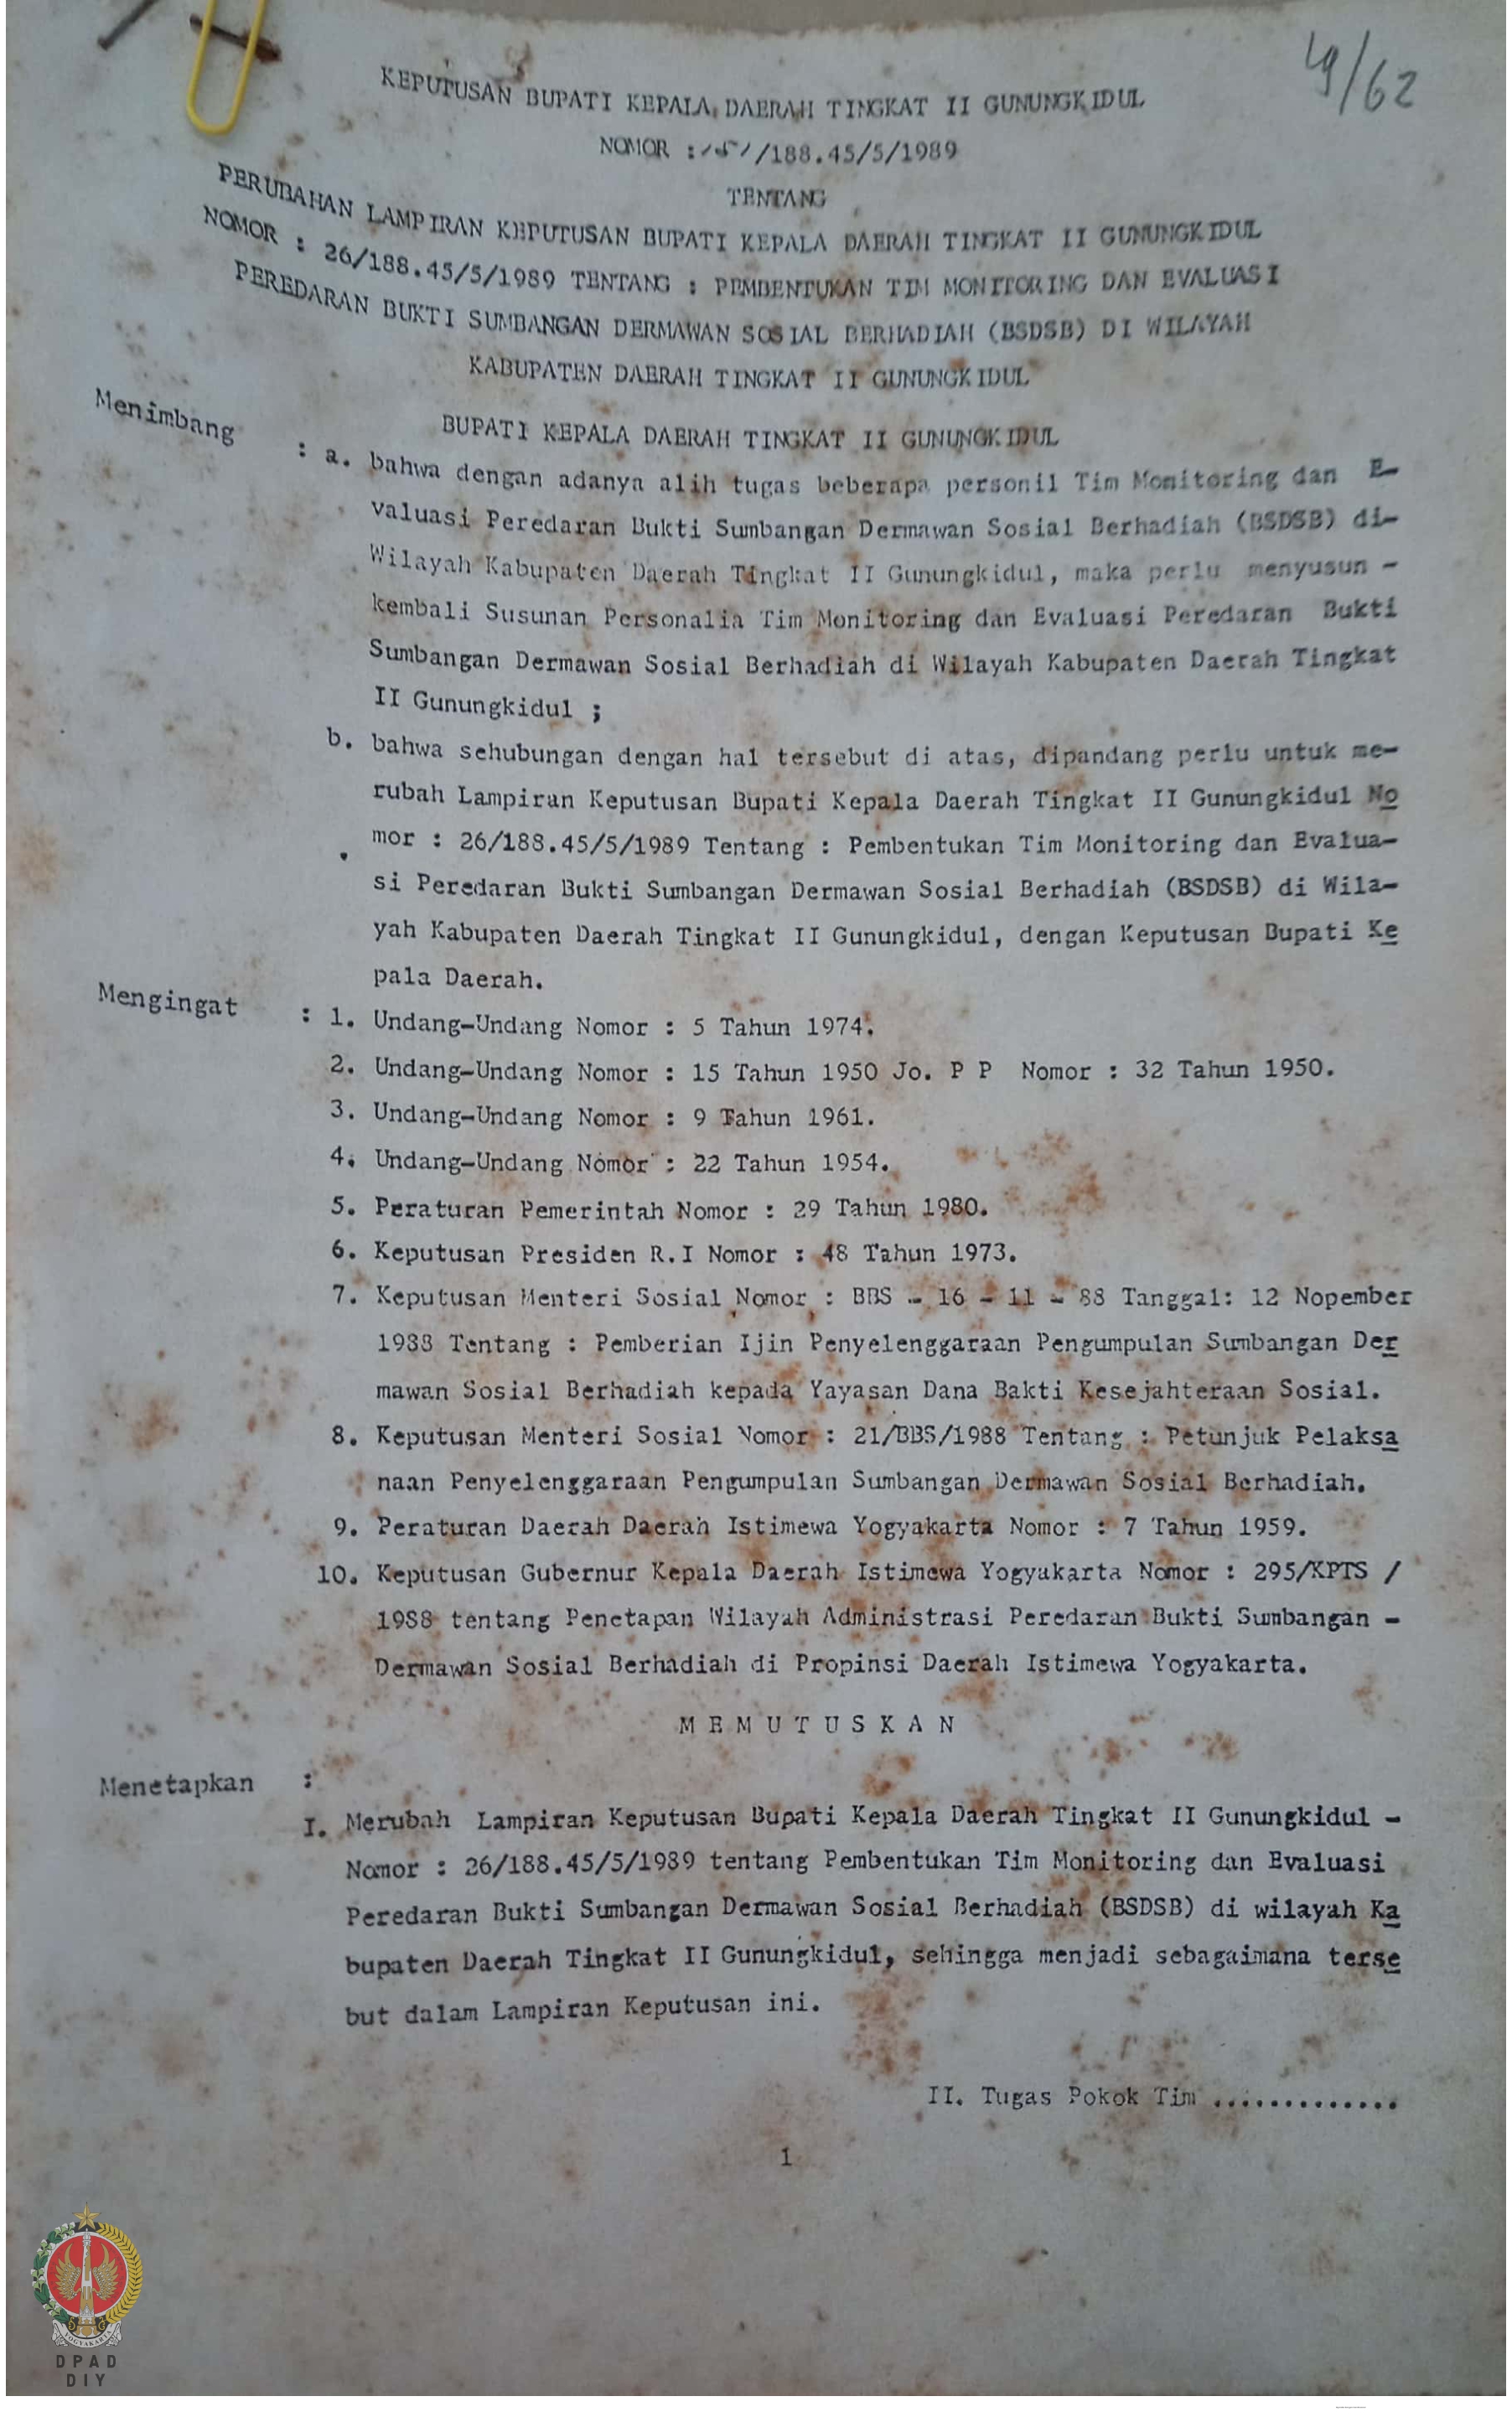 49/62
KEPUTUSAN BUPATI KEPALA DAERAH TINGKAT II GUNUNGKIDUL
NOMOR : /188.45/5/1989
TENTANG
PERUBAHAN LAMPIRAN KEPUTUSAN BUPATI KEPALA DAERAH TINGKAT II GUNUNGKIDUL
NOMOR : 26/188.45/5/1989 TENTANG : PEMBENTUKAN TIM MONITORING DAN EVALUASI
PEREDARAN BUKTI SUMBANGAN DERMAWAN SOSIAL BERHADIAH (BSDSB) DI WILAYAH
KABUPATEN DAERAH TINGKAT II GUNUNGKIDUL
BUPATI KEPALA DAERAH TINGKAT II GUNUNGKIDUL
Menimbang : a. bahwa dengan adanya alih tugas beberapa personil Tim Monitoring dan E-
valuasi Peredaran Bukti Sumbangan Dermawan Sosial Berhadiah (BSDSB) di-
Wilayah Kabupaten Daerah Tingkat II Gunungkidul, maka perlu menyusun -
kembali Susunan Personalia Tim Monitoring dan Evaluasi Peredaran Bukti
Sumbangan Dermawan Sosial Berhadiah di Wilayah Kabupaten Daerah Tingkat
II Gunungkidul ;
b. bahwa sehubungan dengan hal tersebut di atas, dipandang perlu untuk me-
rubah Lampiran Keputusan Bupati Kepala Daerah Tingkat II Gunungkidul No
mor : 26/188.45/5/1989 Tentang : Pembentukan Tim Monitoring dan Evalua-
si Peredaran Bukti Sumbangan Dermawan Sosial Berhadiah (BSDSB) di Wila-
yah Kabupaten Daerah Tingkat II Gunungkidul, dengan Keputusan Bupati Ke
pala Daerah.
Mengingat : 1. Undang-Undang Nomor : 5 Tahun 1974.
2. Undang-Undang Nomor : 15 Tahun 1950 Jo. P P Nomor : 32 Tahun 1950.
3. Undang-Undang Nomor : 9 Tahun 1961.
4. Undang-Undang Nomor : 22 Tahun 1954.
5. Peraturan Pemerintah Nomor : 29 Tahun 1980.
6. Keputusan Presiden R.I Nomor : 48 Tahun 1973.
7. Keputusan Menteri Sosial Nomor : BBS - 16 - 11 - 88 Tanggal: 12 Nopember
1988 Tentang : Pemberian Ijin Penyelenggaraan Pengumpulan Sumbangan Der
mawan Sosial Berhadiah kepada Yayasan Dana Bakti Kesejahteraan Sosial.
8. Keputusan Menteri Sosial Nomor : 21/BBS/1988 Tentang : Petunjuk Pelaksa
naan Penyelenggaraan Pengumpulan Sumbangan Dermawan Sosial Berhadiah.
9. Peraturan Daerah Daerah Istimewa Yogyakarta Nomor : 7 Tahun 1959.
10. Keputusan Gubernur Kepala Daerah Istimewa Yogyakarta Nomor : 295/KPTS /
1988 tentang Penetapan Wilayah Administrasi Peredaran Bukti Sumbangan -
Dermawan Sosial Berhadiah di Propinsi Daerah Istimewa Yogyakarta.
M E M U T U S K A N
Menetapkan :
I. Merubah Lampiran Keputusan Bupati Kepala Daerah Tingkat II Gunungkidul -
Nomor : 26/188.45/5/1989 tentang Pembentukan Tim Monitoring dan Evaluasi
Peredaran Bukti Sumbangan Dermawan Sosial Berhadiah (BSDSB) di wilayah Ka
bupaten Daerah Tingkat II Gunungkidul, sehingga menjadi sebagaimana terse
but dalam Lampiran Keputusan ini.
II. Tugas Pokok Tim .............
1
YOGYAKARTA
DPAD
DIY